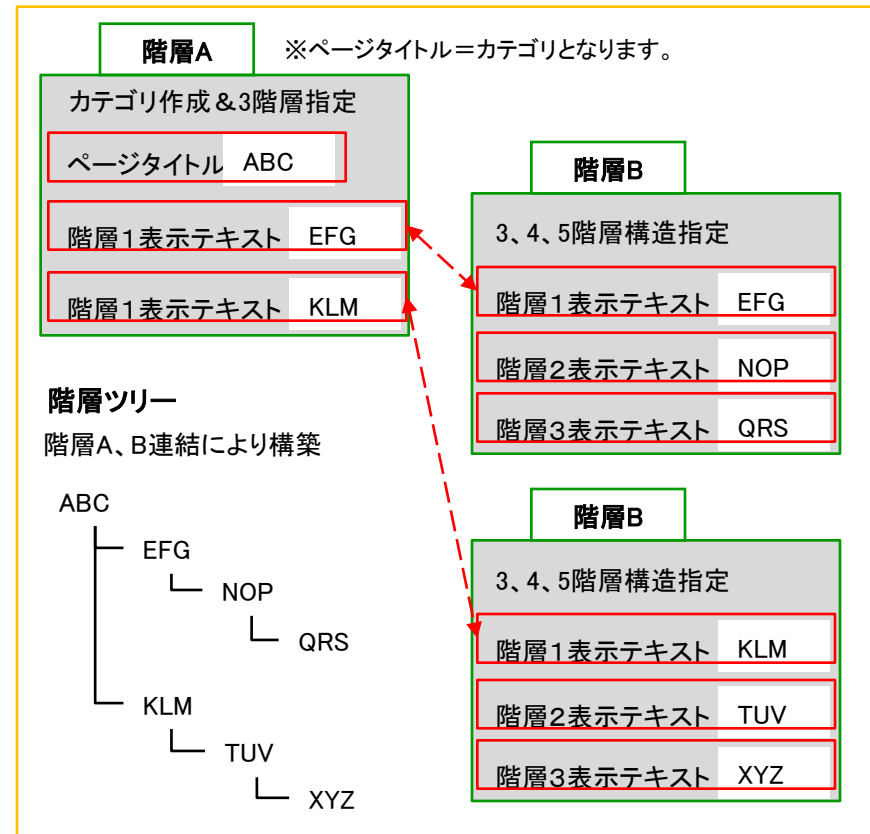 階層A
※ページタイトル＝カテゴリとなります。
カテゴリ作成＆3階層指定
ページタイトル ABC
階層１表示テキスト EFG
階層１表示テキスト KLM
階層B
3、4、5階層構造指定
階層１表示テキスト EFG
階層２表示テキスト NOP
階層３表示テキスト QRS
階層ツリー
階層A、B連結により構築
ABC
EFG
NOP
QRS
KLM
TUV
XYZ
階層B
3、4、5階層構造指定
階層１表示テキスト KLM
階層２表示テキスト TUV
階層３表示テキスト XYZ